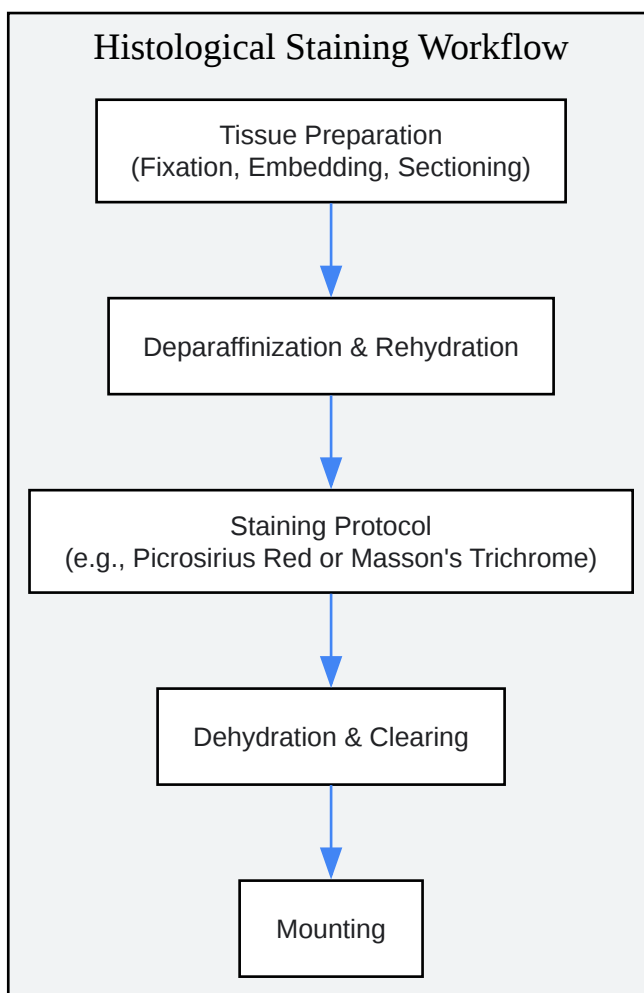 Histological Staining Workflow
Tissue Preparation
(Fixation, Embedding, Sectioning)
Deparaffinization & Rehydration
Staining Protocol
(e.g., Picrosirius Red or Masson's Trichrome)
Dehydration & Clearing
Mounting